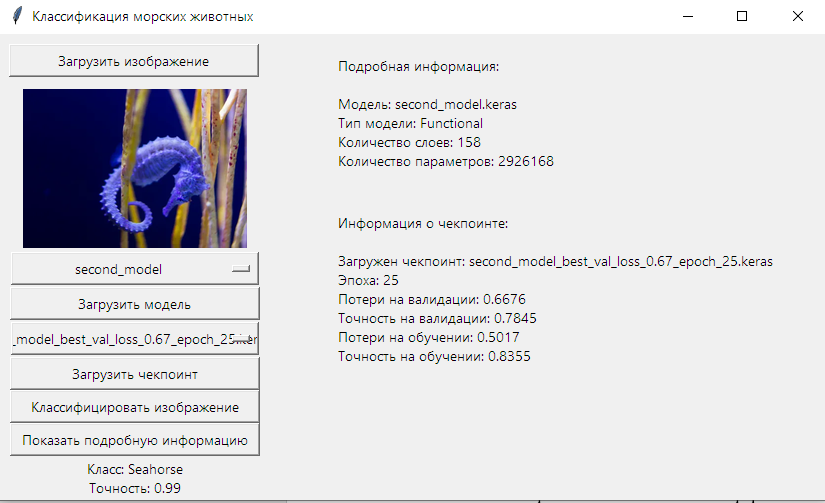 Классификация морских животных
Загрузить изображение
second_model
Загрузить модель
_model_best_val_loss_0.67_epoch_25.ker
Загрузить чекпоинт
Классифицировать изображение
Показать подробную информацию
Класс: Seahorse
Точность: 0.99
Подробная информация:
Модель: second_model.keras
Тип модели: Functional
Количество слоев: 158
Количество параметров: 2926168
Информация о чекпоинте:
Загружен чекпоинт: second_model_best_val_loss_0.67_epoch_25.keras
Эпоха: 25
Потери на валидации: 0.6676
Точность на валидации: 0.7845
Потери на обучении: 0.5017
Точность на обучении: 0.8355